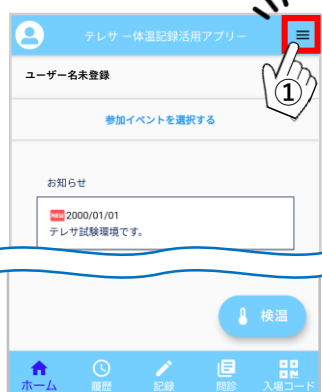 テレサ －体温記録活用アプリー
ユーザー名未登録
①
参加イベントを選択する
お知らせ
NEW 2000/01/01
テレサ試験環境です。
検温
ホーム 履歴 記録 問診 入場コード